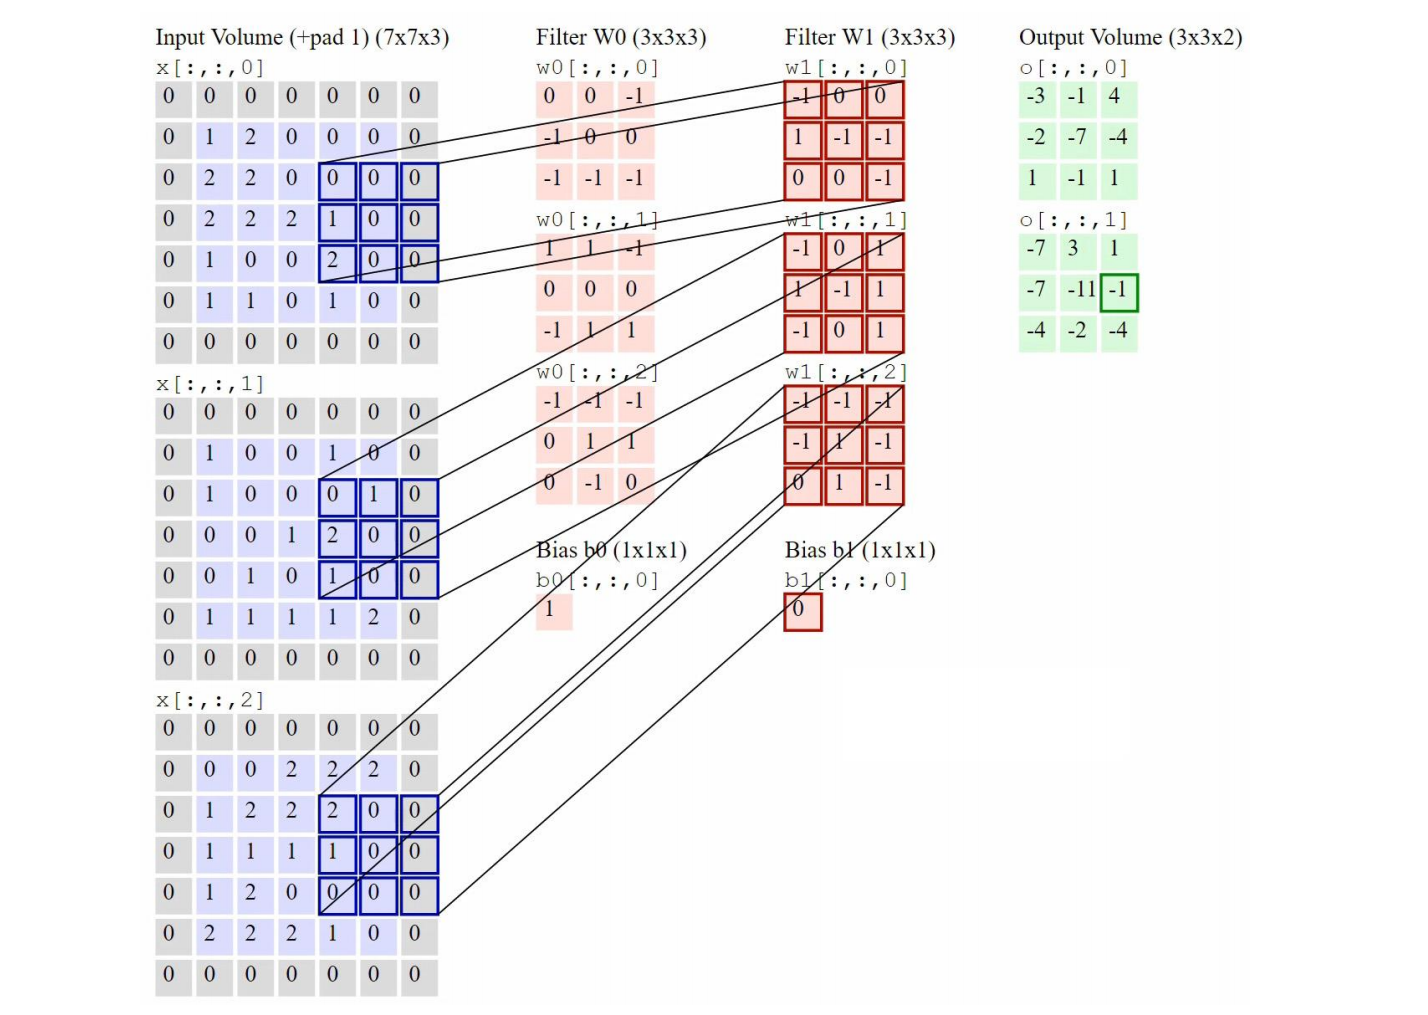 Input Volume (+pad 1) (7x7x3)
x[:,:,0]
0 0 0 0 0 0 0
0 1 2 0 0 0 0
0 2 2 0 0 0 0
0 2 2 2 1 0 0
0 1 0 0 2 0 0
0 1 1 0 1 0 0
0 0 0 0 0 0 0
x[:,:,1]
0 0 0 0 0 0 0
0 1 0 0 1 0 0
0 1 0 0 0 1 0
0 0 0 1 2 0 0
0 0 1 0 1 0 0
0 1 1 1 1 2 0
0 0 0 0 0 0 0
x[:,:,2]
0 0 0 0 0 0 0
0 0 0 2 2 2 0
0 1 2 2 2 0 0
0 1 1 1 1 0 0
0 1 2 0 0 0 0
0 2 2 2 1 0 0
0 0 0 0 0 0 0
Filter W0 (3x3x3)
w0[:,:,0]
0 0 -1
-1 0 0
-1 -1 -1
w0[:,:,1]
1 1 -1
0 0 0
-1 1 1
w0[:,:,2]
-1 -1 -1
0 1 1
0 -1 0
Bias b0 (1x1x1)
b0[:,:,0]
1
Filter W1 (3x3x3)
w1[:,:,0]
-1 0 0
1 -1 -1
0 0 -1
w1[:,:,1]
-1 0 1
1 -1 1
-1 0 1
w1[:,:,2]
-1 -1 -1
-1 1 -1
0 1 -1
Bias b1 (1x1x1)
b1[:,:,0]
0
Output Volume (3x3x2)
o[:,:,0]
-3 -1 4
-2 -7 -4
1 -1 1
o[:,:,1]
-7 3 1
-7 -11 -1
-4 -2 -4